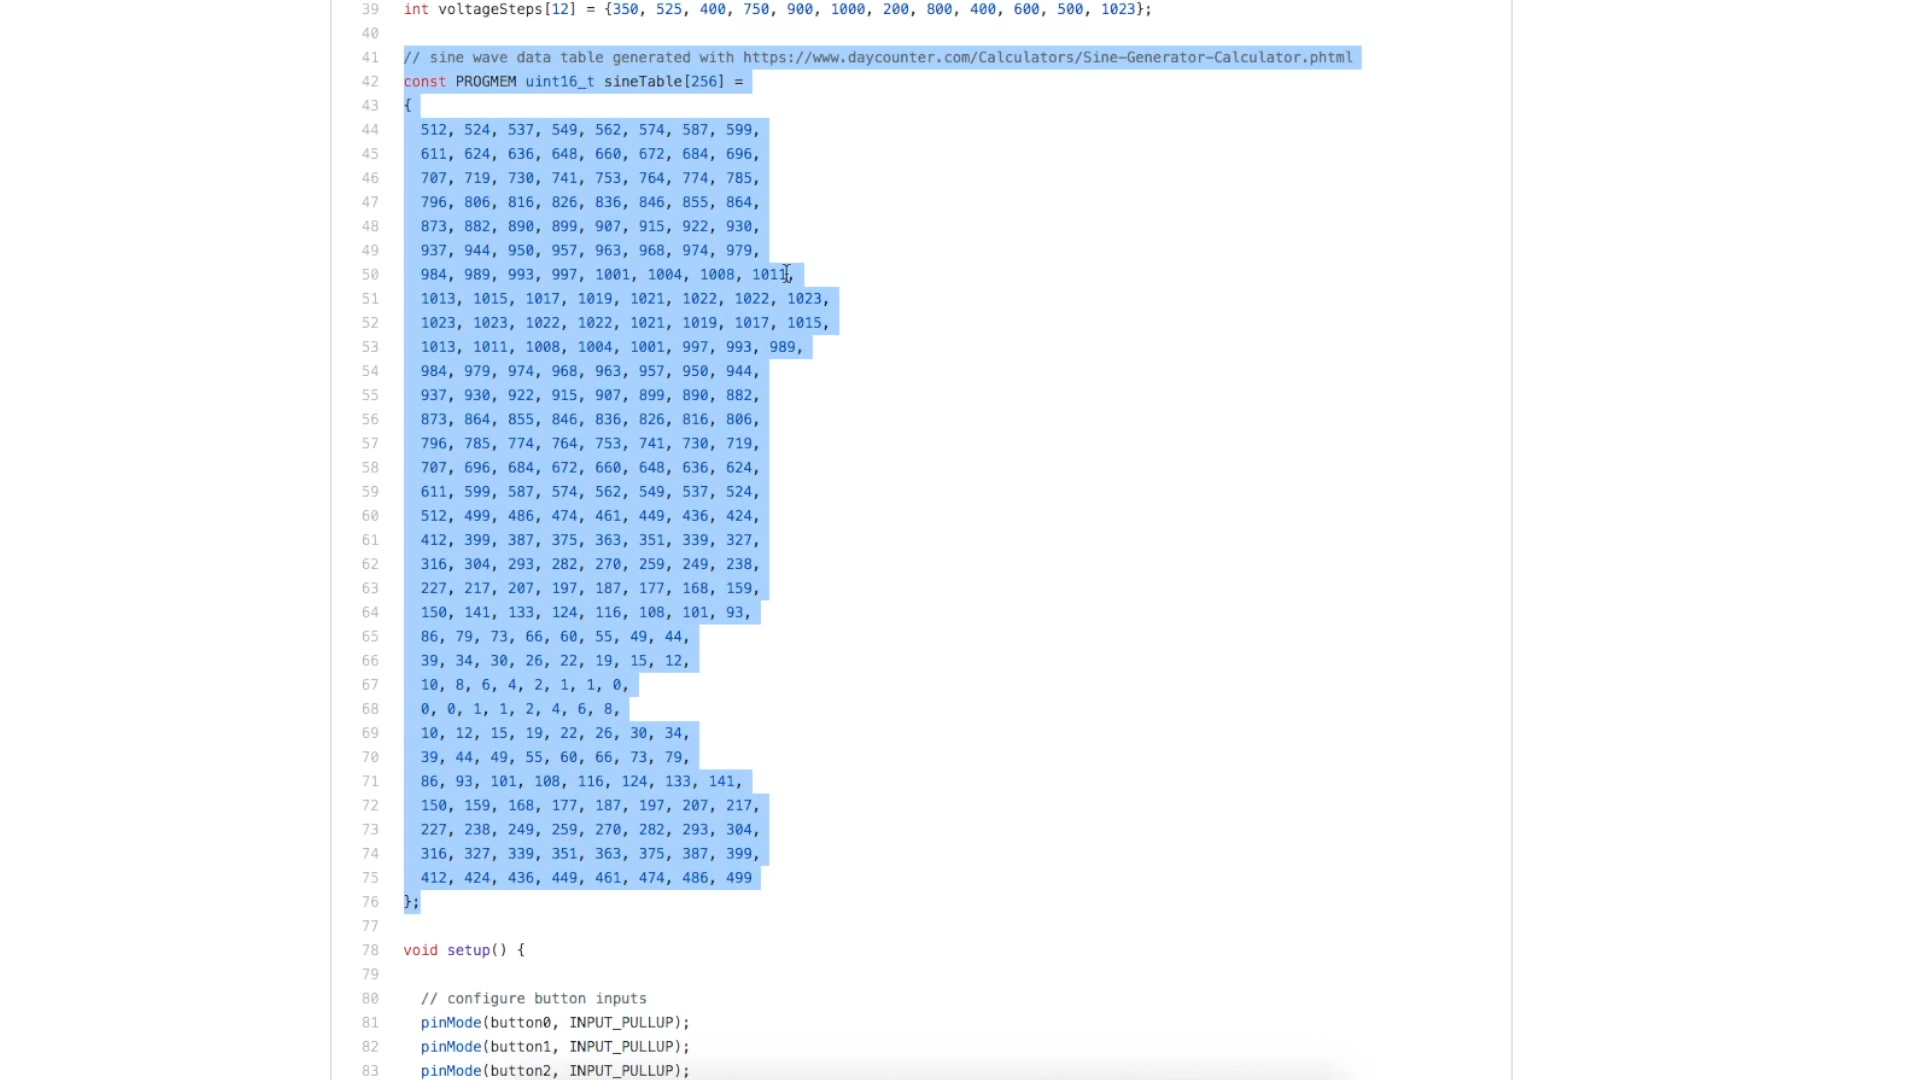 39 int voltageSteps[12] = {350, 525, 400, 750, 900, 1000, 200, 800, 400, 600, 500, 1023};
40
41 // sine wave data table generated with https://www.daycounter.com/Calculators/Sine-Generator-Calculator.phtml
42 const PROGMEM uint16_t sineTable[256] =
43 {
44 512, 524, 537, 549, 562, 574, 587, 599,
45 611, 624, 636, 648, 660, 672, 684, 696,
46 707, 719, 730, 741, 753, 764, 774, 785,
47 796, 806, 816, 826, 836, 846, 855, 864,
48 873, 882, 890, 899, 907, 915, 922, 930,
49 937, 944, 950, 957, 963, 968, 974, 979,
50 984, 989, 993, 997, 1001, 1004, 1008, 1011,
51 1013, 1015, 1017, 1019, 1021, 1022, 1022, 1023,
52 1023, 1023, 1022, 1022, 1021, 1019, 1017, 1015,
53 1013, 1011, 1008, 1004, 1001, 997, 993, 989,
54 984, 979, 974, 968, 963, 957, 950, 944,
55 937, 930, 922, 915, 907, 899, 890, 882,
56 873, 864, 855, 846, 836, 826, 816, 806,
57 796, 785, 774, 764, 753, 741, 730, 719,
58 707, 696, 684, 672, 660, 648, 636, 624,
59 611, 599, 587, 574, 562, 549, 537, 524,
60 512, 499, 486, 474, 461, 449, 436, 424,
61 412, 399, 387, 375, 363, 351, 339, 327,
62 316, 304, 293, 282, 270, 259, 249, 238,
63 227, 217, 207, 197, 187, 177, 168, 159,
64 150, 141, 133, 124, 116, 108, 101, 93,
65 86, 79, 73, 66, 60, 55, 49, 44,
66 39, 34, 30, 26, 22, 19, 15, 12,
67 10, 8, 6, 4, 2, 1, 1, 0,
68 0, 0, 1, 1, 2, 4, 6, 8,
69 10, 12, 15, 19, 22, 26, 30, 34,
70 39, 44, 49, 55, 60, 66, 73, 79,
71 86, 93, 101, 108, 116, 124, 133, 141,
72 150, 159, 168, 177, 187, 197, 207, 217,
73 227, 238, 249, 259, 270, 282, 293, 304,
74 316, 327, 339, 351, 363, 375, 387, 399,
75 412, 424, 436, 449, 461, 474, 486, 499
76 };
77
78 void setup() {
79
80 // configure button inputs
81 pinMode(button0, INPUT_PULLUP);
82 pinMode(button1, INPUT_PULLUP);
83 pinMode(button2, INPUT_PULLUP);